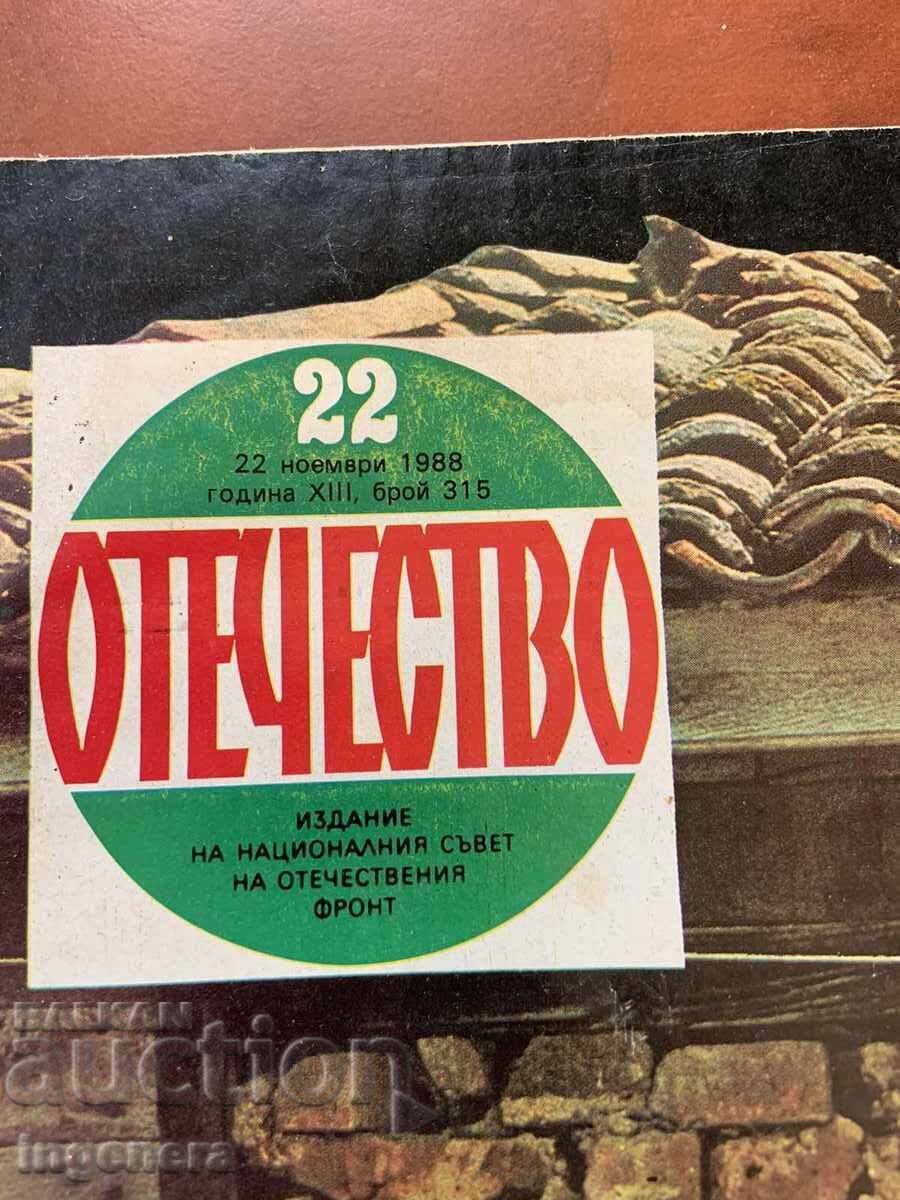 22
22 ноември 1988
година XIII, брой 315
ОТЕЧЕСТВО
ИЗДАНИЕ
НА НАЦИОНАЛНИЯ СЪВЕТ
НА ОТЕЧЕСТВЕНИЯ
ФРОНТ
BALKAN
auction
ingenera